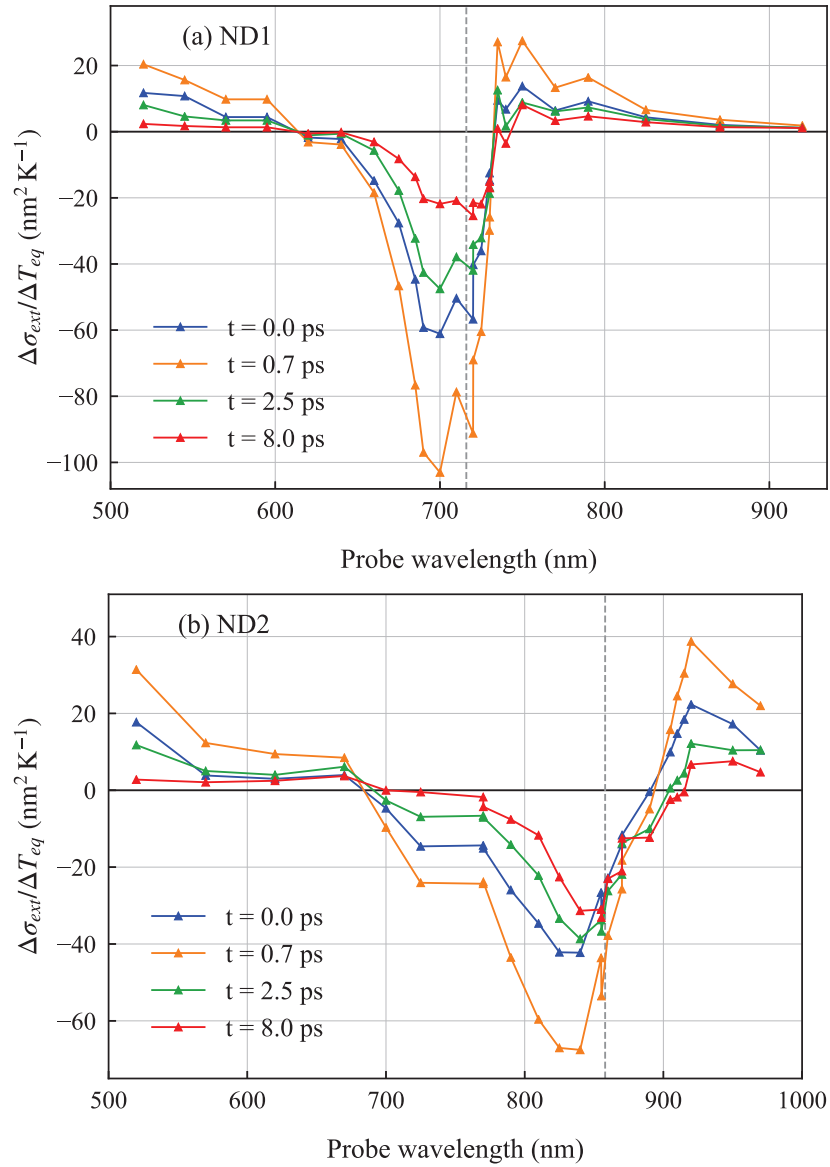 (a) ND1
20
0
−20
−40
−60
−80
−100
Δσext/ΔTeq (nm² K⁻¹)
t = 0.0 ps
t = 0.7 ps
t = 2.5 ps
t = 8.0 ps
500 600 700 800 900
Probe wavelength (nm)
(b) ND2
40
20
0
−20
−40
−60
Δσext/ΔTeq (nm² K⁻¹)
t = 0.0 ps
t = 0.7 ps
t = 2.5 ps
t = 8.0 ps
500 600 700 800 900 1000
Probe wavelength (nm)